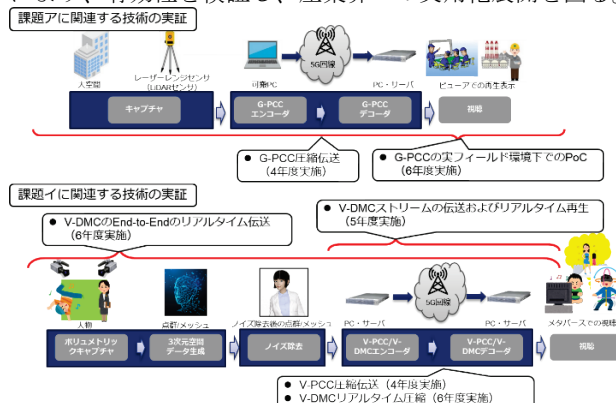 課題アに関連する技術の実証
大空間
レーザーレンジセンサ
(LiDARセンサ)
可搬PC
5G回線
PC・サーバ
ビューアでの再生表示
キャプチャ
G-PCC
エンコーダ
G-PCC
デコーダ
視聴
● G-PCC圧縮伝送
(4年度実施)
● G-PCCの実フィールド環境下でのPoC
(6年度実施)
課題イに関連する技術の実証
● V-DMCのEnd-to-Endのリアルタイム伝送
(6年度実施)
● V-DMCストリームの伝送およびリアルタイム再生
(5年度実施)
人物
点群/メッシュ
ノイズ除去後の点群/メッシュ
PC・サーバ
5G回線
PC・サーバ
メタバースでの視聴
ボリュメトリッ
クキャプチャ
3次元空間
データ生成
ノイズ除去
V-PCC/V-
DMCエンコーダ
V-PCC/V-
DMCデコーダ
視聴
● V-PCC圧縮伝送(4年度実施)
● V-DMCリアルタイム圧縮(6年度実施)